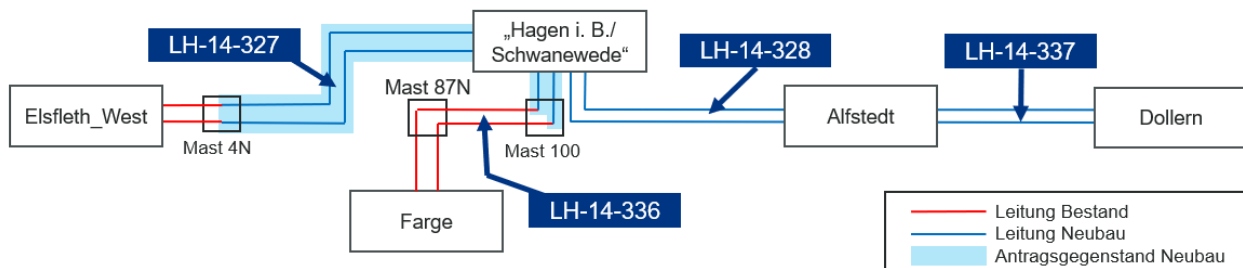 LH-14-327
„Hagen i. B./
Schwanewede“
LH-14-328
LH-14-337
Elsfleth_West
Mast 87N
Alfstedt
Dollern
Mast 4N
Mast 100
Farge
LH-14-336
Leitung Bestand
Leitung Neubau
Antragsgegenstand Neubau